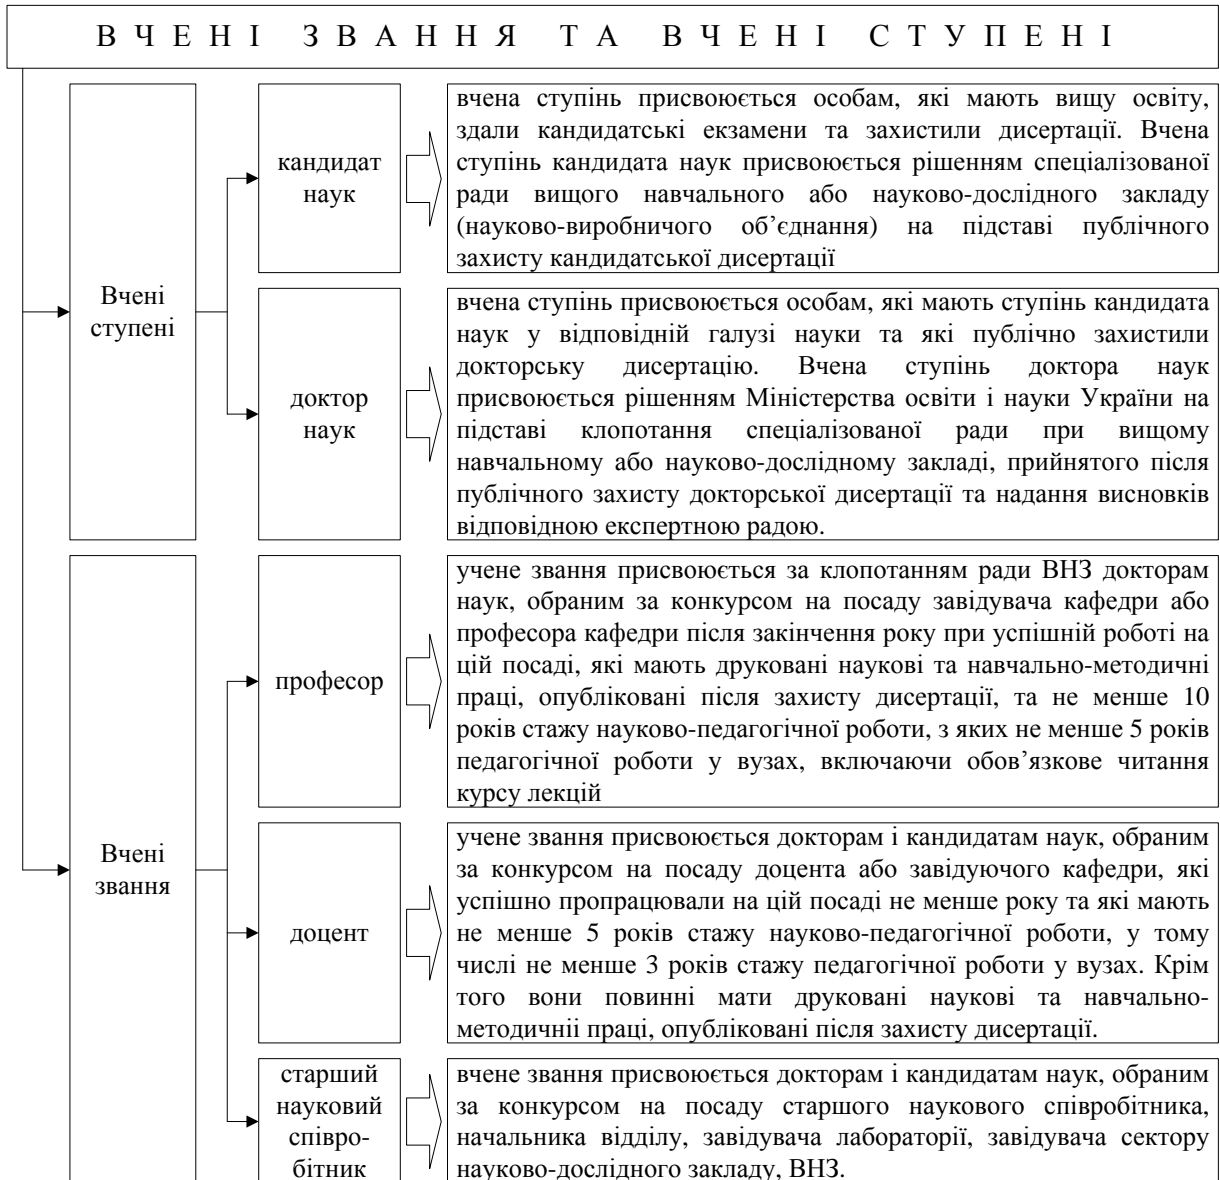 ВЧЕНІ ЗВАННЯ ТА ВЧЕНІ СТУПЕНІ
Вчені
ступені
кандидат
наук
вчена ступінь присвоюється особам, які мають вищу освіту,
здали кандидатські екзамени та захистили дисертації. Вчена
ступінь кандидата наук присвоюється рішенням спеціалізованої
ради вищого навчального або науково-дослідного закладу
(науково-виробничого об’єднання) на підставі публічного
захисту кандидатської дисертації
доктор
наук
вчена ступінь присвоюється особам, які мають ступінь кандидата
наук у відповідній галузі науки та які публічно захистили
докторську дисертацію. Вчена ступінь доктора наук
присвоюється рішенням Міністерства освіти і науки України на
підставі клопотання спеціалізованої ради при вищому
навчальному або науково-дослідному закладі, прийнятого після
публічного захисту докторської дисертації та надання висновків
відповідною експертною радою.
Вчені
звання
професор
учене звання присвоюється за клопотанням ради ВНЗ докторам
наук, обраним за конкурсом на посаду завідувача кафедри або
професора кафедри після закінчення року при успішній роботі на
цій посаді, які мають друковані наукові та навчально-методичні
праці, опубліковані після захисту дисертації, та не менше 10
років стажу науково-педагогічної роботи, з яких не менше 5 років
педагогічної роботи у вузах, включаючи обов’язкове читання
курсу лекцій
доцент
учене звання присвоюється докторам і кандидатам наук, обраним
за конкурсом на посаду доцента або завідуючого кафедри, які
успішно пропрацювали на цій посаді не менше року та які мають
не менше 5 років стажу науково-педагогічної роботи, у тому
числі не менше 3 років стажу педагогічної роботи у вузах. Крім
того вони повинні мати друковані наукові та навчально-
методичніі праці, опубліковані після захисту дисертації.
старший
науковий
співро-
бітник
вчене звання присвоюється докторам і кандидатам наук, обраним
за конкурсом на посаду старшого наукового співробітника,
начальника відділу, завідувача лабораторії, завідувача сектору
науково-дослідного закладу, ВНЗ.